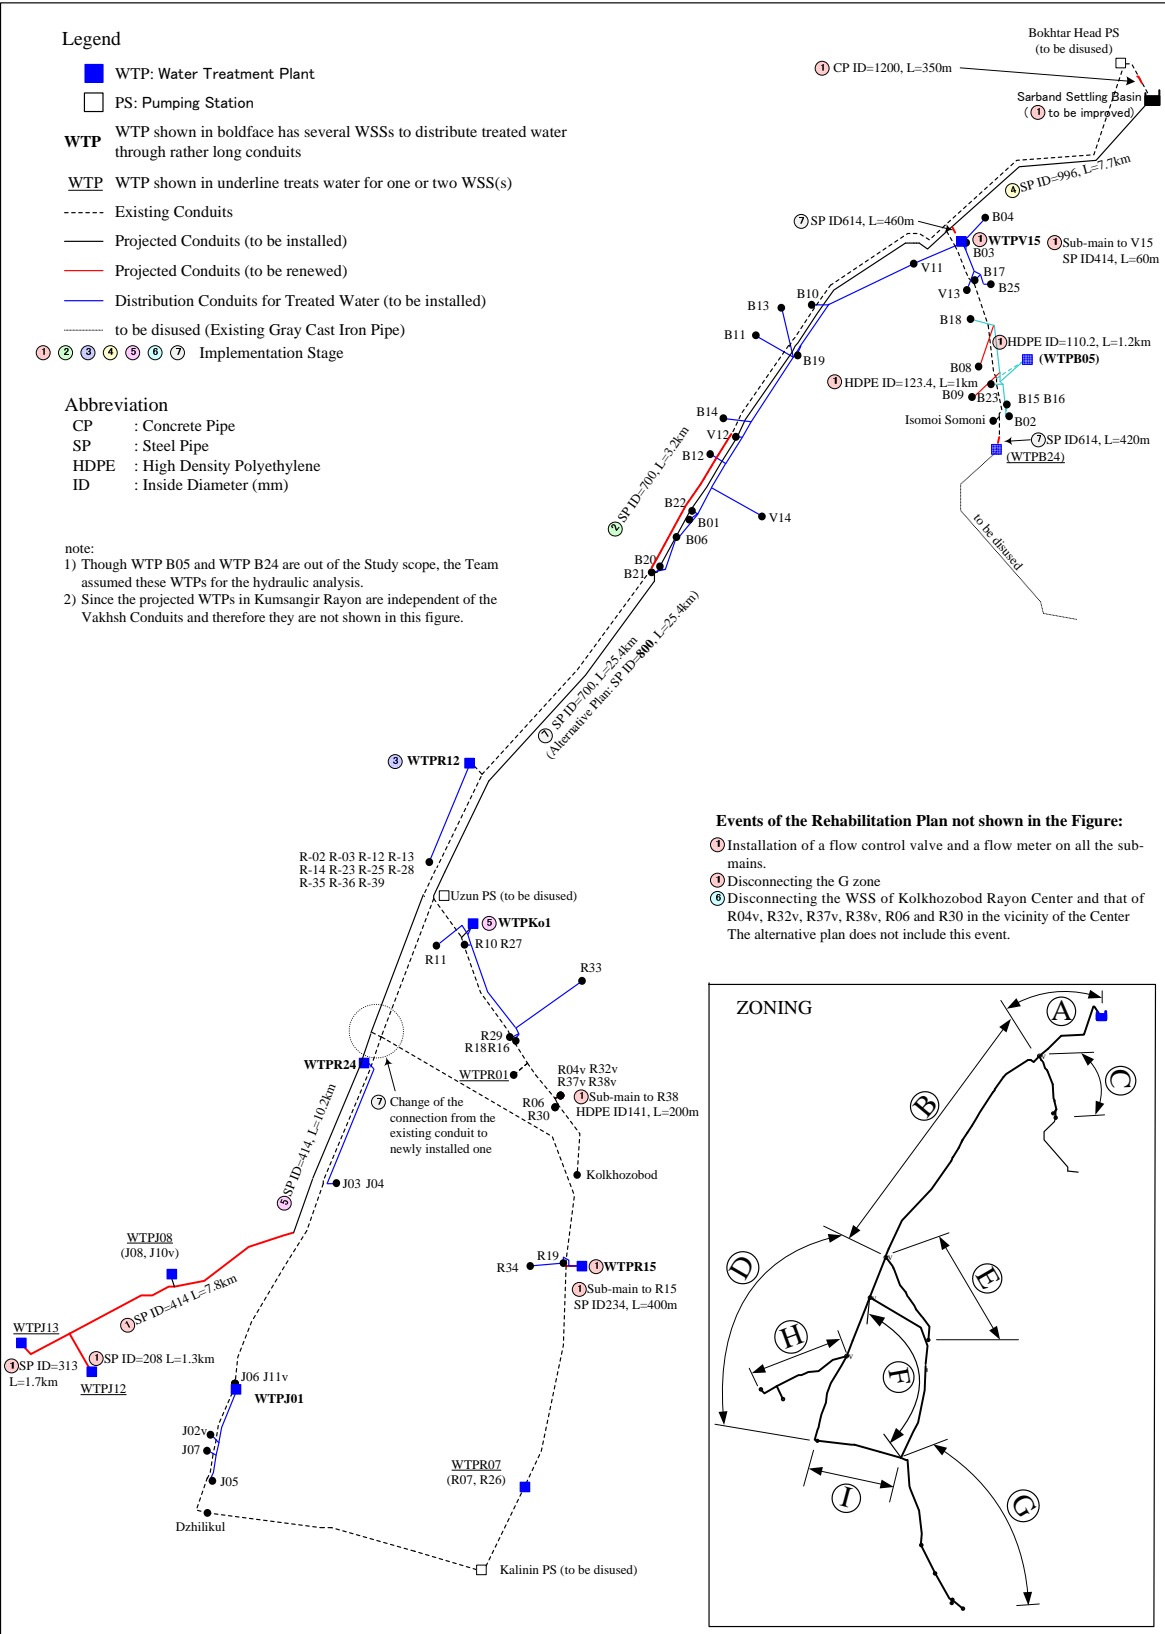 Legend
WTP: Water Treatment Plant
PS: Pumping Station
WTP WTP shown in boldface has several WSSs to distribute treated water
through rather long conduits
WTP WTP shown in underline treats water for one or two WSS(s)
Existing Conduits
Projected Conduits (to be installed)
Projected Conduits (to be renewed)
Distribution Conduits for Treated Water (to be installed)
to be disused (Existing Gray Cast Iron Pipe)
1 2 3 4 5 6 7 Implementation Stage
Abbreviation
CP : Concrete Pipe
SP : Steel Pipe
HDPE : High Density Polyethylene
ID : Inside Diameter (mm)
note:
1) Though WTP B05 and WTP B24 are out of the Study scope, the Team
assumed these WTPs for the hydraulic analysis.
2) Since the projected WTPs in Kumsangir Rayon are independent of the
Vakhsh Conduits and therefore they are not shown in this figure.
Bokhtar Head PS
(to be disused)
1 CP ID=1200, L=350m
Sarband Settling Basin
(1 to be improved)
4 SP ID=996, L=7.7km
7 SP ID614, L=460m
B04
1 WTPV15
B03
1 Sub-main to V15
SP ID414, L=60m
V11
B17
B25
V13
B10
B13
B18
B11
B19
1 HDPE ID=110.2, L=1.2km
(WTPB05)
B08
1 HDPE ID=123.4, L=1km
B09
B23
B15 B16
B02
Isomoi Somoni
B14
V12
B12
7 SP ID614, L=420m
(WTPB24)
to be disused
2 SP ID=700, L=3.2km
B22
B01
V14
B06
B20
B21
7 SP ID=700, L=25.4km
(Alternative Plan: SP ID=800, L=25.4km)
3 WTPR12
R-02 R-03 R-12 R-13
R-14 R-23 R-25 R-28
R-35 R-36 R-39
Uzun PS (to be disused)
5 WTPKo1
R11
R10 R27
R33
R29
R18 R16
WTPR24
WTPR01
R04v R32v
R37v R38v
R06
R30
1 Sub-main to R38
HDPE ID141, L=200m
7 Change of the
connection from the
existing conduit to
newly installed one
5 SP ID=414, L=10.2km
J03 J04
Kolkhozobod
WTPJ08
(J08, J10v)
1 SP ID=414 L=7.8km
R19
R34
1 WTPR15
1 Sub-main to R15
SP ID234, L=400m
WTPJ13
1 SP ID=313
L=1.7km
1 SP ID=208 L=1.3km
WTPJ12
J06 J11v
WTPJ01
J02v
J07
J05
WTPR07
(R07, R26)
Dzhilikul
Kalinin PS (to be disused)
Events of the Rehabilitation Plan not shown in the Figure:
1 Installation of a flow control valve and a flow meter on all the sub-
mains.
1 Disconnecting the G zone
6 Disconnecting the WSS of Kolkhozobod Rayon Center and that of
R04v, R32v, R37v, R38v, R06 and R30 in the vicinity of the Center
The alternative plan does not include this event.
ZONING
A
B
C
D
E
H
F
I
G